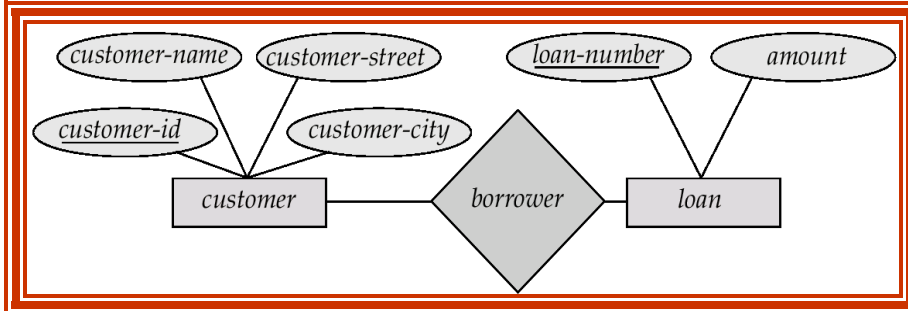 customer-name
customer-street
loan-number
amount
customer-id
customer-city
customer
borrower
loan